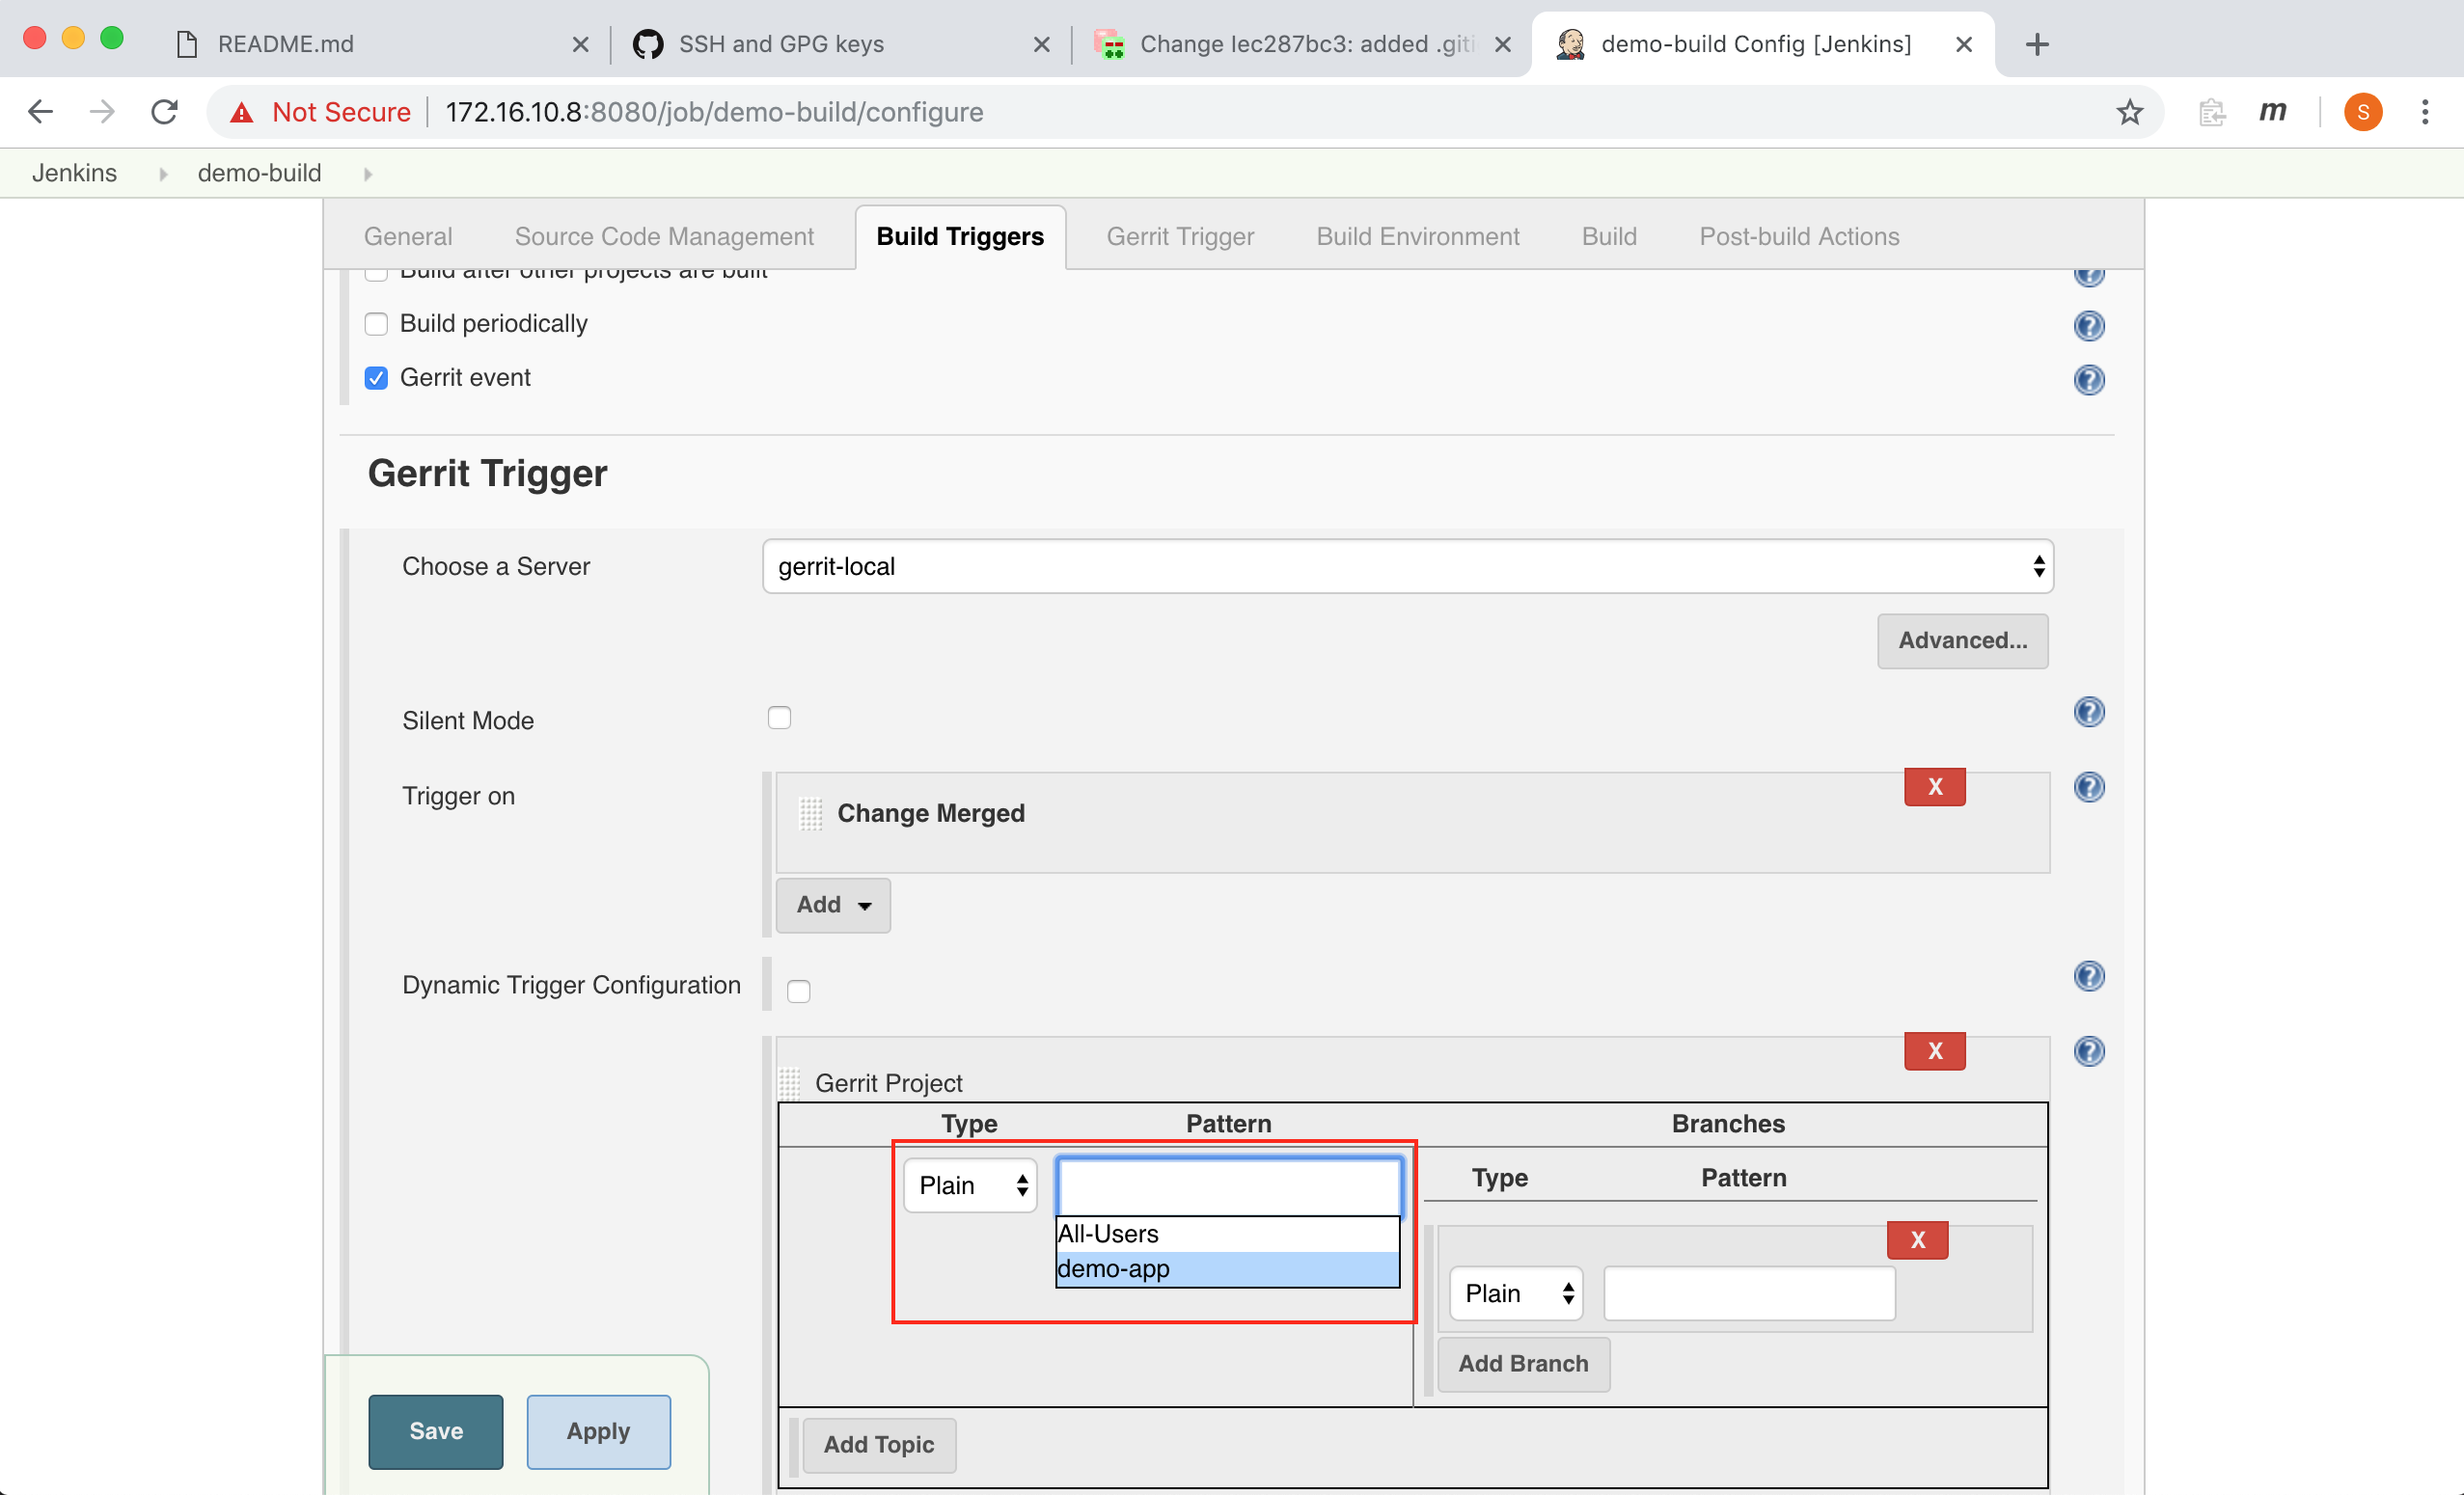 README.md
SSH and GPG keys
Change Iec287bc3: added .giti
demo-build Config [Jenkins]
Not Secure
172.16.10.8:8080/job/demo-build/configure
m
S
Jenkins
demo-build
General
Source Code Management
Build Triggers
Gerrit Trigger
Build Environment
Build
Post-build Actions
Build after other projects are built
Build periodically
Gerrit event
Gerrit Trigger
Choose a Server
gerrit-local
Advanced...
Silent Mode
Trigger on
X
Change Merged
Add
Dynamic Trigger Configuration
X
Gerrit Project
Type
Pattern
Branches
Plain
Type
Pattern
All-Users
demo-app
X
Plain
Add Branch
Save
Apply
Add Topic